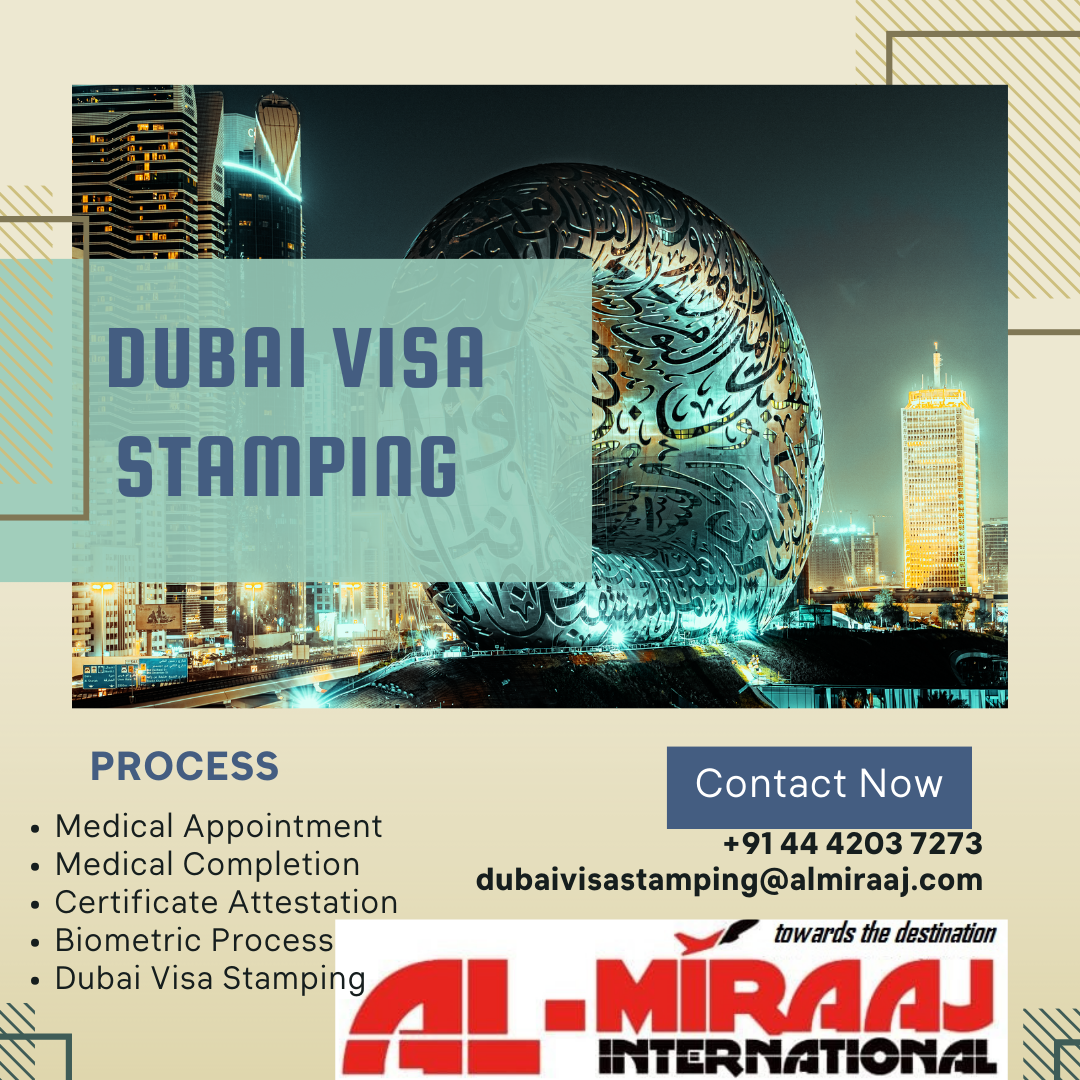 DUBAI VISA
STAMPING
PROCESS
• Medical Appointment
• Medical Completion
• Certificate Attestation
• Biometric Process
• Dubai Visa Stamping
Contact Now
+91 44 4203 7273
dubaivisastamping@almiraaj.com
towards the destination
AL-MIRAAJ
INTERNATIONAL